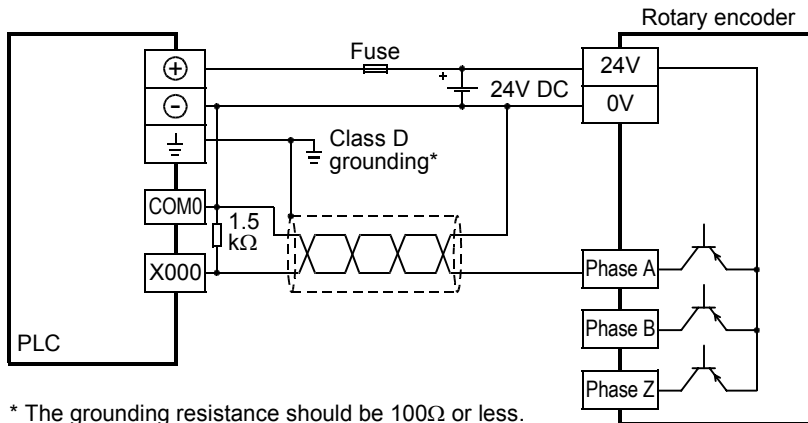 Rotary encoder
Fuse
24V
+
24V DC
0V
Class D
grounding*
COM0
1.5
kΩ
X000
Phase A
Phase B
PLC
Phase Z
* The grounding resistance should be 100Ω or less.